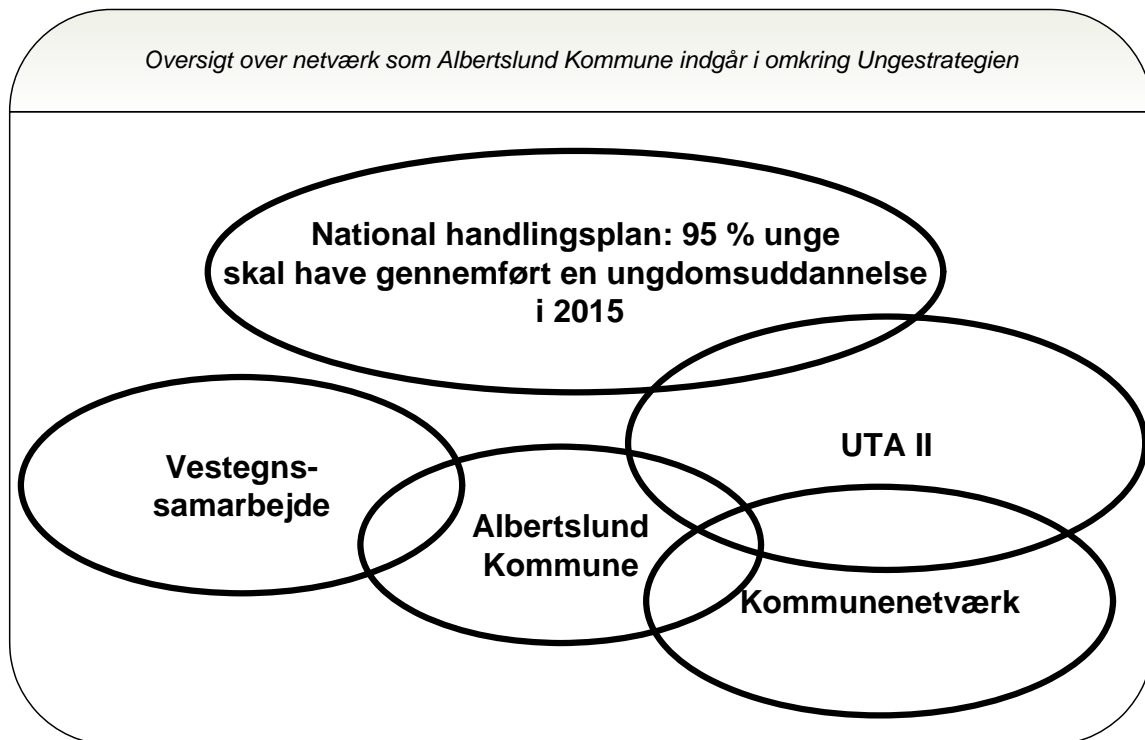 Oversigt over netværk som Albertslund Kommune indgår i omkring Ungestrategien
National handlingsplan: 95 % unge
skal have gennemført en ungdomsuddannelse
i 2015
UTA II
Vestegns-
samarbejde
Albertslund
Kommune
Kommunenetværk